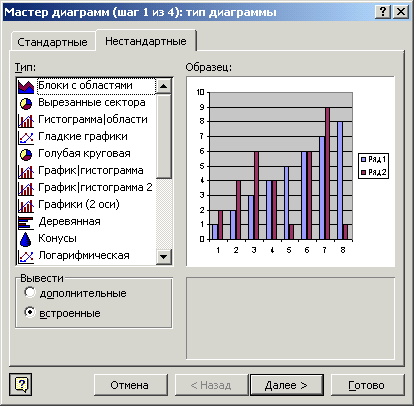 Мастер диаграмм (шаг 1 из 4): тип диаграммы
Стандартные Нестандартные
Тип:
Блоки с областями
Вырезанные сектора
Гистограмма|области
Гладкие графики
Голубая круговая
График|гистограмма
График|гистограмма 2
Графики (2 оси)
Деревянная
Конусы
Логарифмическая
Образец:
10
9
8
7
6
5
4
3
2
1
0
1 2 3 4 5 6 7 8
Ряд1
Ряд2
Вывести
дополнительные
встроенные
Отмена < Назад Далее > Готово